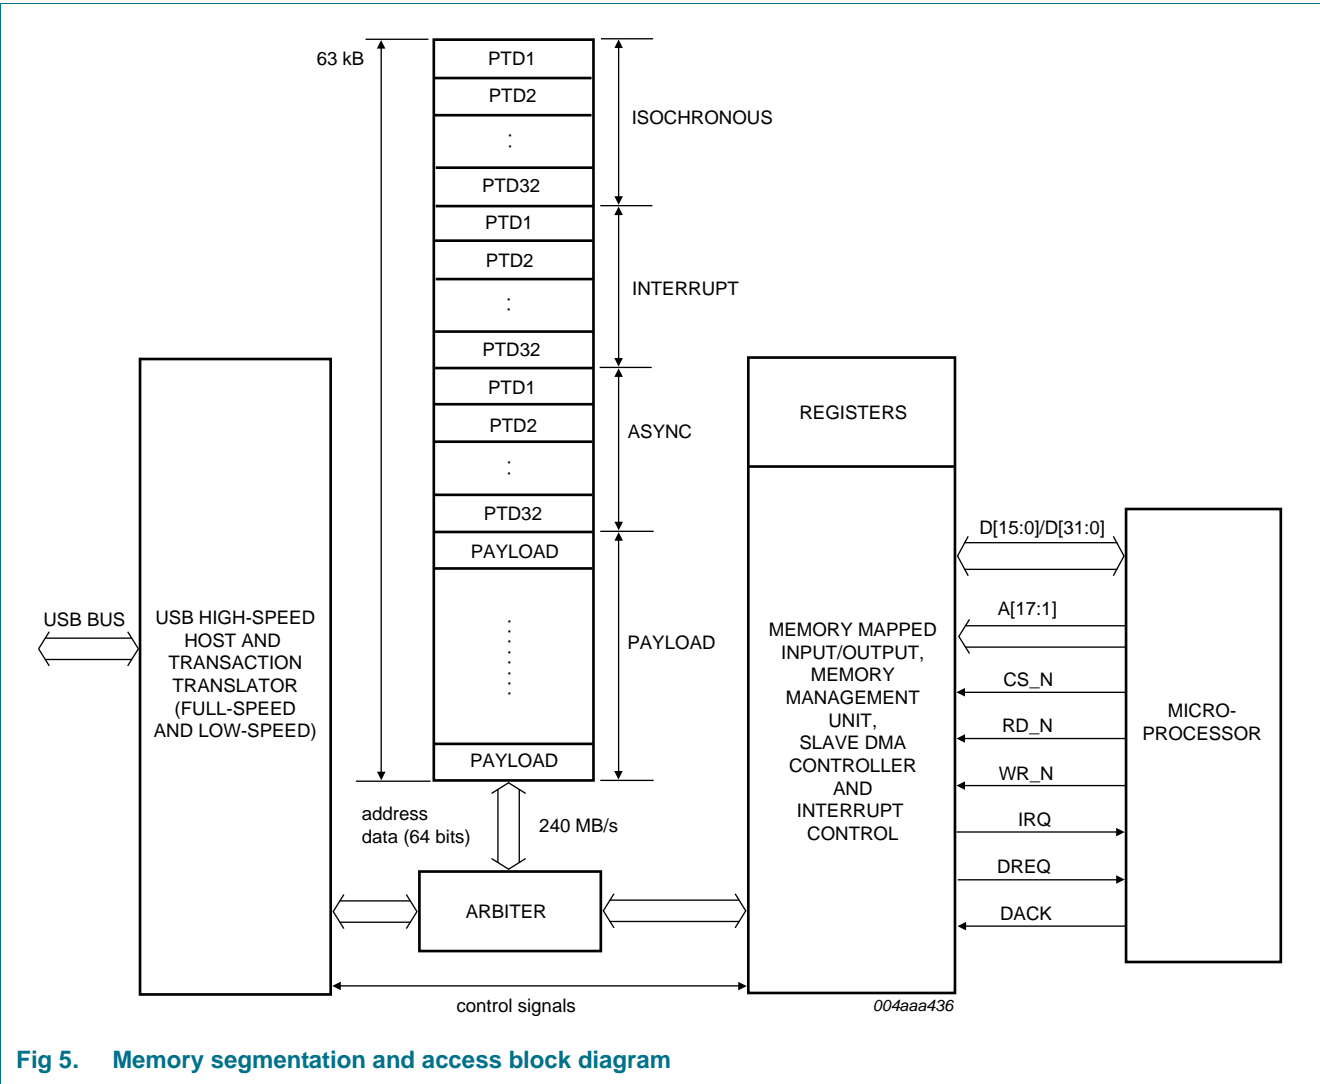 63 kB
PTD1
PTD2
PTD32
ISOCHRONOUS
PTD1
PTD2
PTD32
INTERRUPT
PTD1
PTD2
PTD32
ASYNC
PAYLOAD
PAYLOAD
PAYLOAD
USB BUS
USB HIGH-SPEED
HOST AND
TRANSACTION
TRANSLATOR
(FULL-SPEED
AND LOW-SPEED)
address
data (64 bits)
240 MB/s
ARBITER
control signals
REGISTERS
MEMORY MAPPED
INPUT/OUTPUT,
MEMORY
MANAGEMENT
UNIT,
SLAVE DMA
CONTROLLER
AND
INTERRUPT
CONTROL
D[15:0]/D[31:0]
A[17:1]
CS_N
RD_N
WR_N
IRQ
DREQ
DACK
MICRO-
PROCESSOR
004aaa436
Fig 5. Memory segmentation and access block diagram